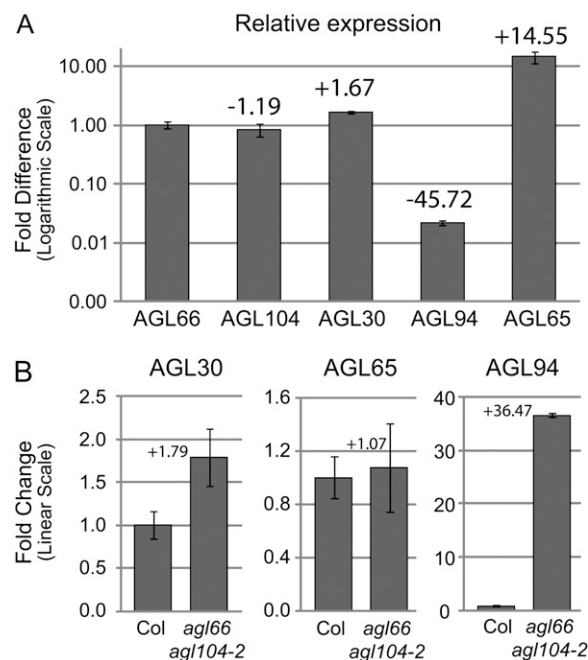 A
Relative expression
Fold Difference
(Logarithmic Scale)
10.00
1.00
0.10
0.01
0.00
-1.19
+1.67
-45.72
+14.55
AGL66 AGL104 AGL30 AGL94 AGL65
B
AGL30 AGL65 AGL94
Fold Change
(Linear Scale)
2.5
2.0
1.5
1.0
0.5
0.0
+1.79
Col agl66
agl104-2
1.6
1.2
0.8
0.4
0.0
+1.07
Col agl66
agl104-2
40
30
20
10
0
+36.47
Col agl66
agl104-2